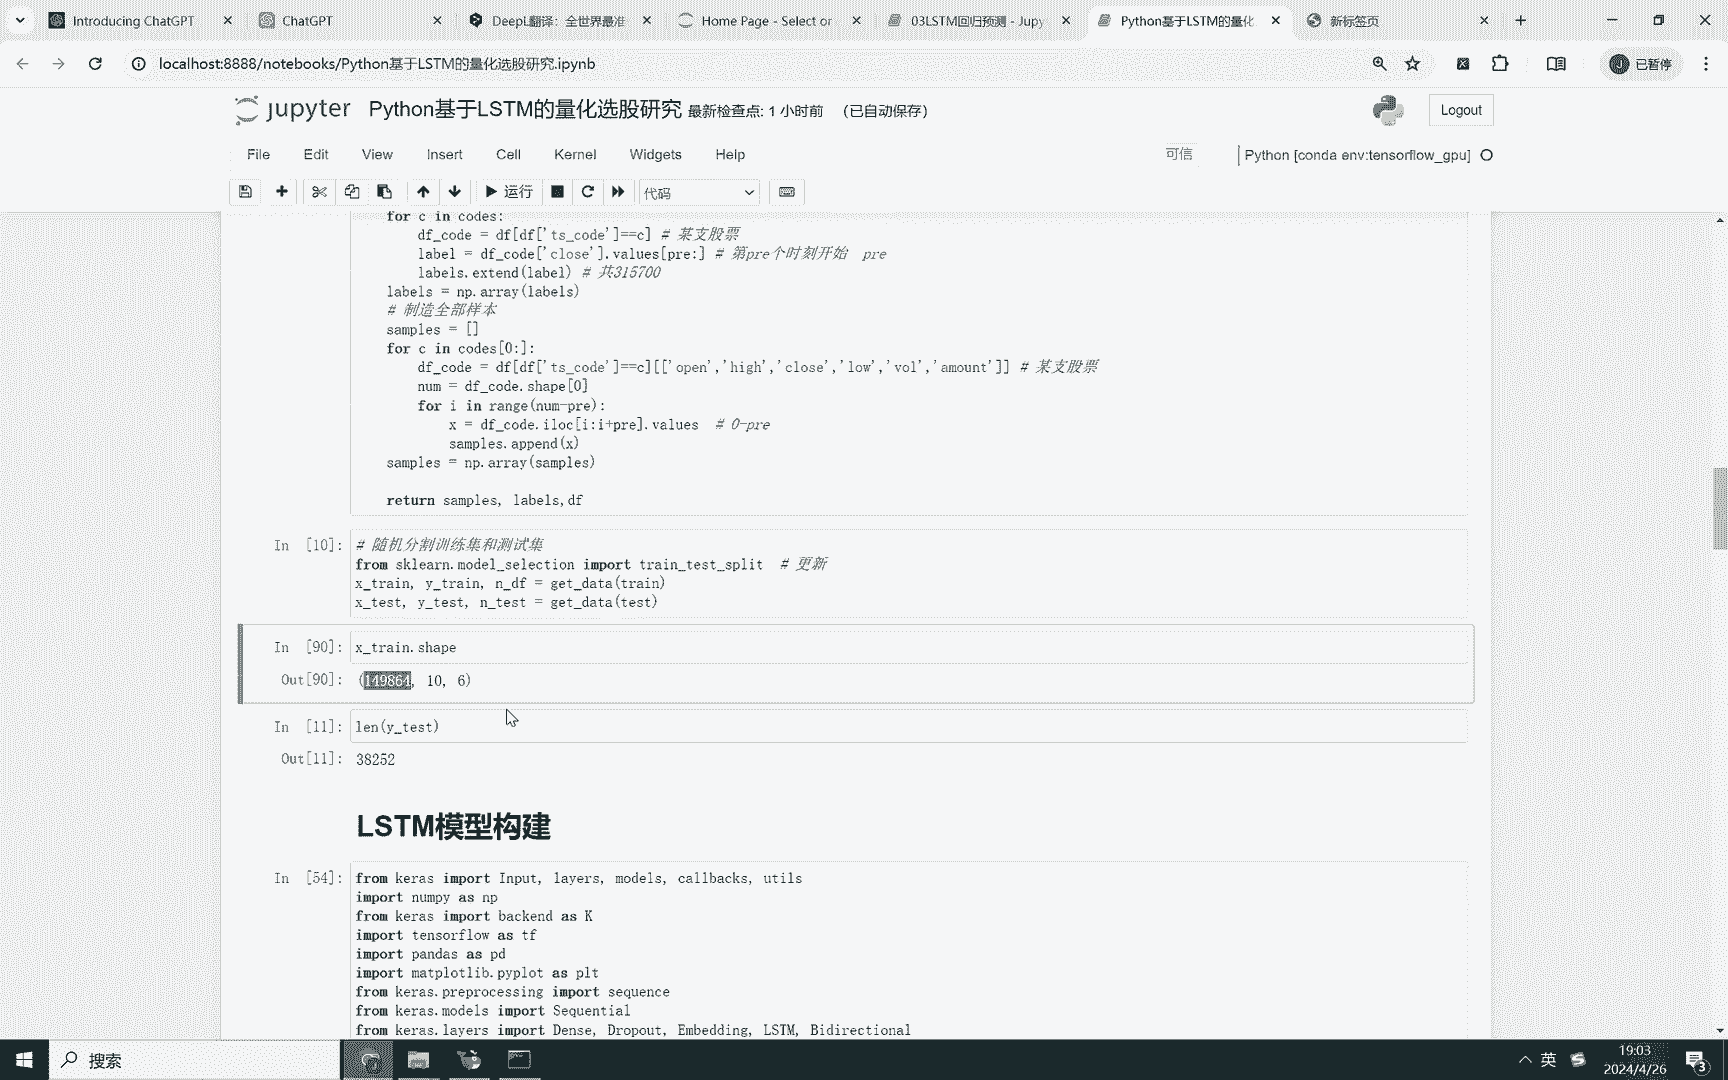 Introducing ChatGPT
ChatGPT
DeepL翻译：全世界最准
Home Page - Select or
03LSTM回归预测 - Jupy
Python基于LSTM的量化
新标签页
localhost:8888/notebooks/Python基于LSTM的量化选股研究.ipynb
已暂停
jupyter Python基于LSTM的量化选股研究 最新检查点: 1 小时前 （已自动保存）
Logout
File Edit View Insert Cell Kernel Widgets Help
可信
Python [conda env:tensorflow_gpu]
运行
代码
for c in codes:
df_code = df[df['ts_code']==c] # 某支股票
label = df_code['close'].values[pre:] # 第pre个时刻开始 pre
labels.extend(label) # 共315700
labels = np.array(labels)
# 制造全部样本
samples = []
for c in codes[0:]:
df_code = df[df['ts_code']==c][['open','high','close','low','vol','amount']] # 某支股票
num = df_code.shape[0]
for i in range(num-pre):
x = df_code.iloc[i:i+pre].values # 0-pre
samples.append(x)
samples = np.array(samples)
return samples, labels,df
In [10]:
# 随机分割训练集和测试集
from sklearn.model_selection import train_test_split # 更新
x_train, y_train, n_df = get_data(train)
x_test, y_test, n_test = get_data(test)
In [90]: x_train.shape
Out[90]: (149864, 10, 6)
In [11]: len(y_test)
Out[11]: 38252
LSTM模型构建
In [54]: from keras import Input, layers, models, callbacks, utils
import numpy as np
from keras import backend as K
import tensorflow as tf
import pandas as pd
import matplotlib.pyplot as plt
from keras.preprocessing import sequence
from keras.models import Sequential
from keras.layers import Dense, Dropout, Embedding, LSTM, Bidirectional
搜索
英
19:03
2024/4/26
3